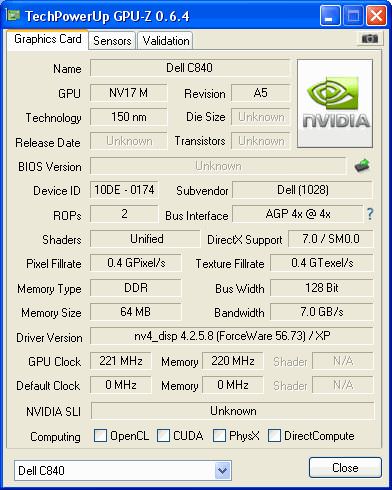 TechPowerUp GPU-Z 0.6.4
Graphics Card Sensors Validation
Name Dell C840
GPU NV17 M Revision A5
Technology 150 nm Die Size Unknown
Release Date Unknown Transistors Unknown
NVIDIA
BIOS Version Unknown
Device ID 10DE - 0174 Subvendor Dell (1028)
ROPs 2 Bus Interface AGP 4x @ 4x ?
Shaders Unified DirectX Support 7.0 / SM0.0
Pixel Fillrate 0.4 GPixel/s Texture Fillrate 0.4 GTexel/s
Memory Type DDR Bus Width 128 Bit
Memory Size 64 MB Bandwidth 7.0 GB/s
Driver Version nv4_disp 4.2.5.8 (ForceWare 56.73) / XP
GPU Clock 221 MHz Memory 220 MHz Shader N/A
Default Clock 0 MHz Memory 0 MHz Shader N/A
NVIDIA SLI Unknown
Computing OpenCL CUDA PhysX DirectCompute
Dell C840 Close